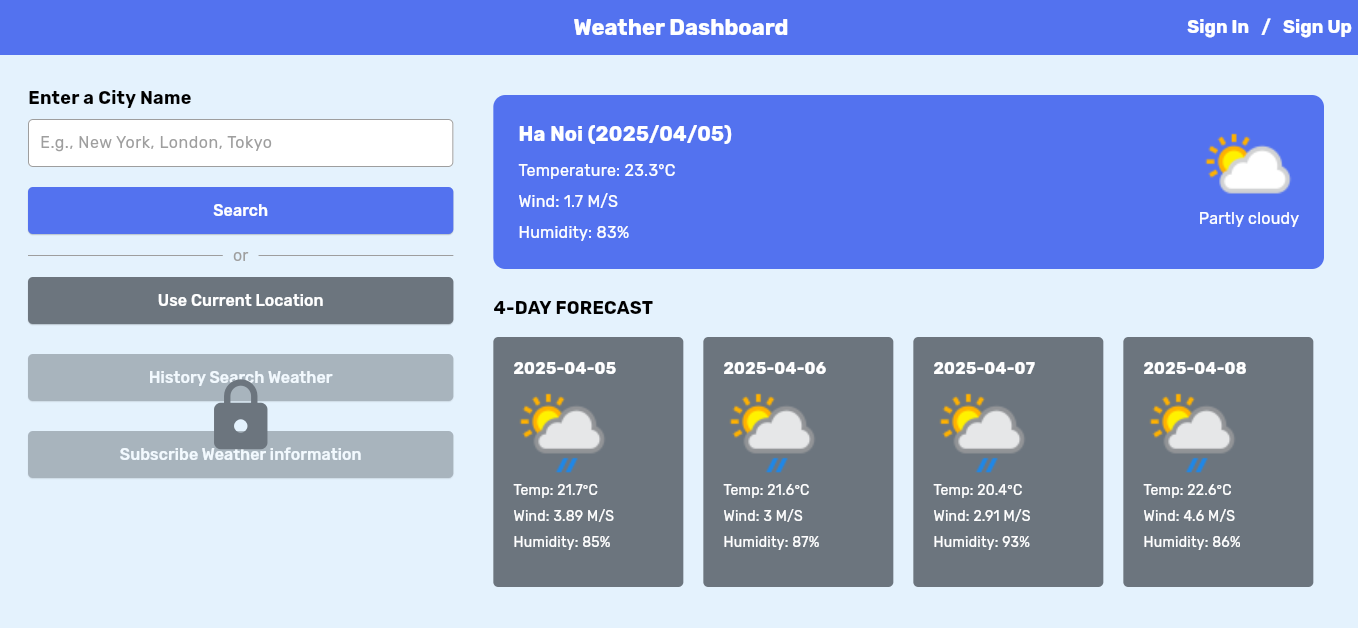 Weather Dashboard
Sign In / Sign Up
Enter a City Name
E.g., New York, London, Tokyo
Search
or
Use Current Location
History Search Weather
Subscribe Weather information
Ha Noi (2025/04/05)
Temperature: 23.3°C
Wind: 1.7 M/S
Humidity: 83%
Partly cloudy
4-DAY FORECAST
2025-04-05
Temp: 21.7°C
Wind: 3.89 M/S
Humidity: 85%
2025-04-06
Temp: 21.6°C
Wind: 3 M/S
Humidity: 87%
2025-04-07
Temp: 20.4°C
Wind: 2.91 M/S
Humidity: 93%
2025-04-08
Temp: 22.6°C
Wind: 4.6 M/S
Humidity: 86%